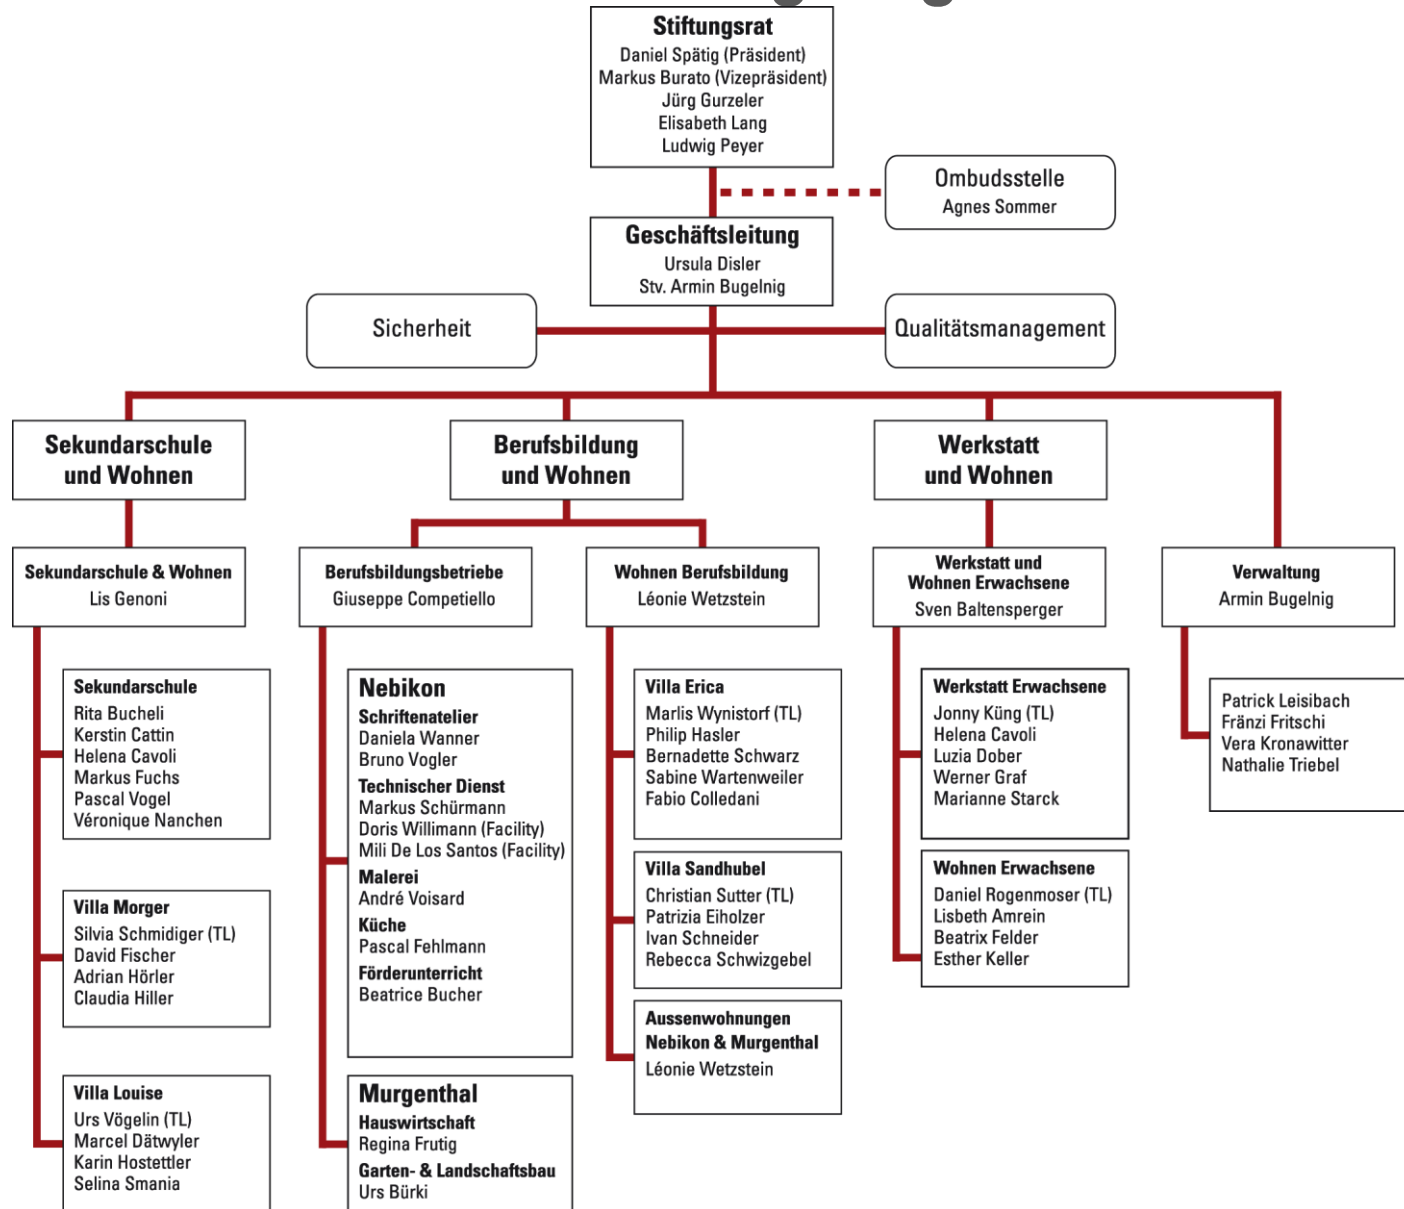 Stiftungsrat
Daniel Spätig (Präsident)
Markus Burato (Vizepräsident)
Jürg Gurzeler
Elisabeth Lang
Ludwig Peyer
Ombudsstelle
Agnes Sommer
Geschäftsleitung
Ursula Disler
Stv. Armin Bugelnig
Sicherheit
Qualitätsmanagement
Sekundarschule
und Wohnen
Berufsbildung
und Wohnen
Werkstatt
und Wohnen
Sekundarschule & Wohnen
Lis Genoni
Berufsbildungsbetriebe
Giuseppe Competiello
Wohnen Berufsbildung
Léonie Wetzstein
Werkstatt und
Wohnen Erwachsene
Sven Baltensperger
Verwaltung
Armin Bugelnig
Sekundarschule
Rita Bucheli
Kerstin Cattin
Helena Cavoli
Markus Fuchs
Pascal Vogel
Véronique Nanchen
Villa Morger
Silvia Schmidiger (TL)
David Fischer
Adrian Hörler
Claudia Hiller
Villa Louise
Urs Vögelin (TL)
Marcel Dätwyler
Karin Hostettler
Selina Smania
Nebikon
Schriftenatelier
Daniela Wanner
Bruno Vogler
Technischer Dienst
Markus Schürmann
Doris Willimann (Facility)
Mili De Los Santos (Facility)
Malerei
André Voisard
Küche
Pascal Fehlmann
Förderunterricht
Beatrice Bucher
Murgenthal
Hauswirtschaft
Regina Frutig
Garten- & Landschaftsbau
Urs Bürki
Villa Erica
Marlis Wynistorf (TL)
Philip Hasler
Bernadette Schwarz
Sabine Wartenweiler
Fabio Colledani
Villa Sandhubel
Christian Sutter (TL)
Patrizia Eiholzer
Ivan Schneider
Rebecca Schwizgebel
Aussenwohnungen
Nebikon & Murgenthal
Léonie Wetzstein
Werkstatt Erwachsene
Jonny Küng (TL)
Helena Cavoli
Luzia Dober
Werner Graf
Marianne Starck
Wohnen Erwachsene
Daniel Rogenmoser (TL)
Lisbeth Amrein
Beatrix Felder
Esther Keller
Patrick Leisibach
Fränzi Fritschi
Vera Kronawitter
Nathalie Triebel